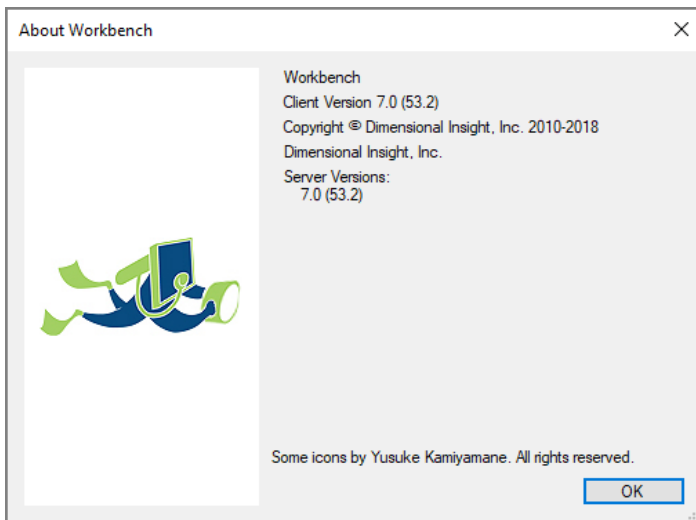 About Workbench
Workbench
Client Version 7.0 (53.2)
Copyright © Dimensional Insight, Inc. 2010-2018
Dimensional Insight, Inc.
Server Versions:
7.0 (53.2)
Some icons by Yusuke Kamiyamane. All rights reserved.
OK